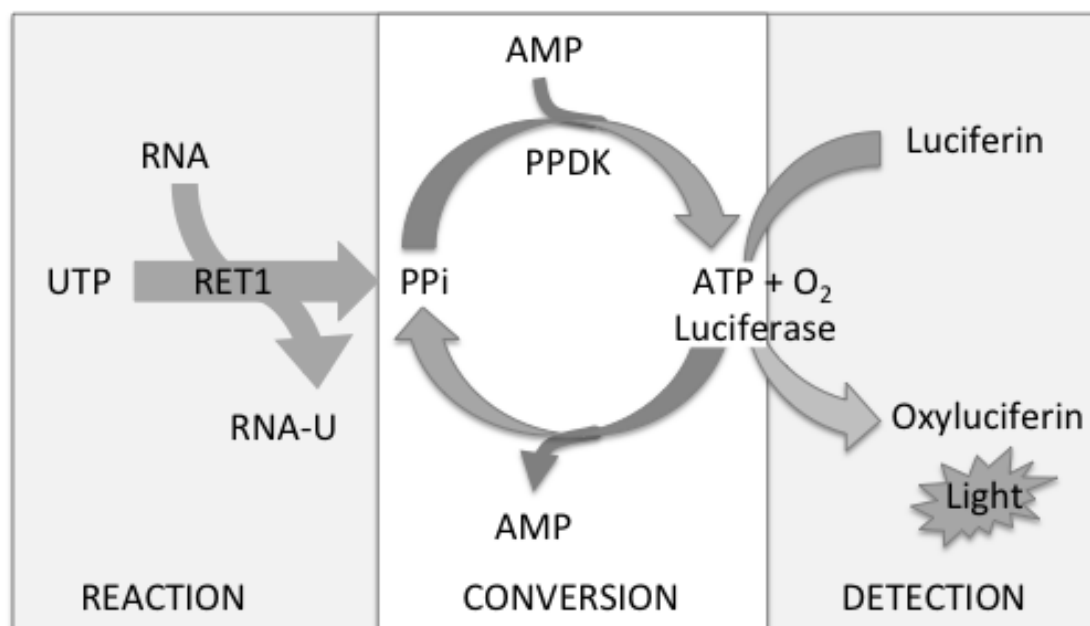 AMP
RNA
PPDK
Luciferin
UTP
RET1
PPi
ATP + O₂
Luciferase
RNA-U
Oxyluciferin
Light
AMP
REACTION
CONVERSION
DETECTION